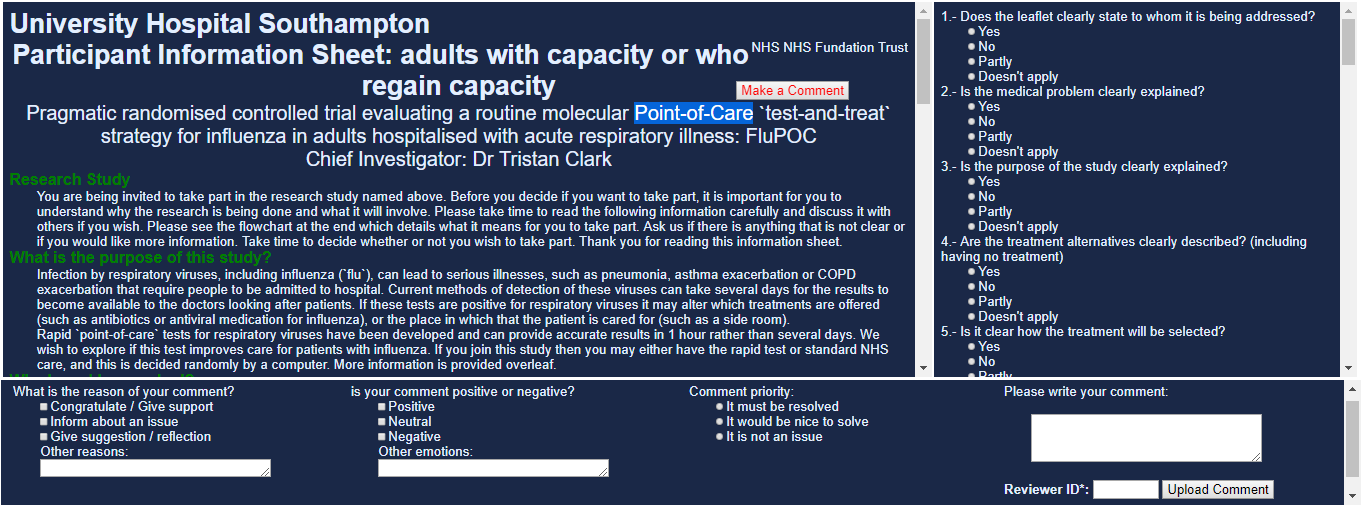 University Hospital Southampton
Participant Information Sheet: adults with capacity or who
regain capacity
NHS NHS Fundation Trust
Make a Comment
Pragmatic randomised controlled trial evaluating a routine molecular Point-of-Care `test-and-treat`
strategy for influenza in adults hospitalised with acute respiratory illness: FluPOC
Chief Investigator: Dr Tristan Clark
Research Study
You are being invited to take part in the research study named above. Before you decide if you want to take part, it is important for you to
understand why the research is being done and what it will involve. Please take time to read the following information carefully and discuss it with
others if you wish. Please see the flowchart at the end which details what it means for you to take part. Ask us if there is anything that is not clear or
if you would like more information. Take time to decide whether or not you wish to take part. Thank you for reading this information sheet.
What is the purpose of this study?
Infection by respiratory viruses, including influenza (`flu`), can lead to serious illnesses, such as pneumonia, asthma exacerbation or COPD
exacerbation that require people to be admitted to hospital. Current methods of detection of these viruses can take several days for the results to
become available to the doctors looking after patients. If these tests are positive for respiratory viruses it may alter which treatments are offered
(such as antibiotics or antiviral medication for influenza), or the place in which that the patient is cared for (such as a side room).
Rapid `point-of-care` tests for respiratory viruses have been developed and can provide accurate results in 1 hour rather than several days. We
wish to explore if this test improves care for patients with influenza. If you join this study then you may either have the rapid test or standard NHS
care, and this is decided randomly by a computer. More information is provided overleaf.
1.- Does the leaflet clearly state to whom it is being addressed?
Yes
No
Partly
Doesn't apply
2.- Is the medical problem clearly explained?
Yes
No
Partly
Doesn't apply
3.- Is the purpose of the study clearly explained?
Yes
No
Partly
Doesn't apply
4.- Are the treatment alternatives clearly described? (including
having no treatment)
Yes
No
Partly
Doesn't apply
5.- Is it clear how the treatment will be selected?
Yes
No
Partly
What is the reason of your comment?
Congratulate / Give support
Inform about an issue
Give suggestion / reflection
Other reasons:
is your comment positive or negative?
Positive
Neutral
Negative
Other emotions:
Comment priority:
It must be resolved
It would be nice to solve
It is not an issue
Please write your comment:
Reviewer ID*:
Upload Comment